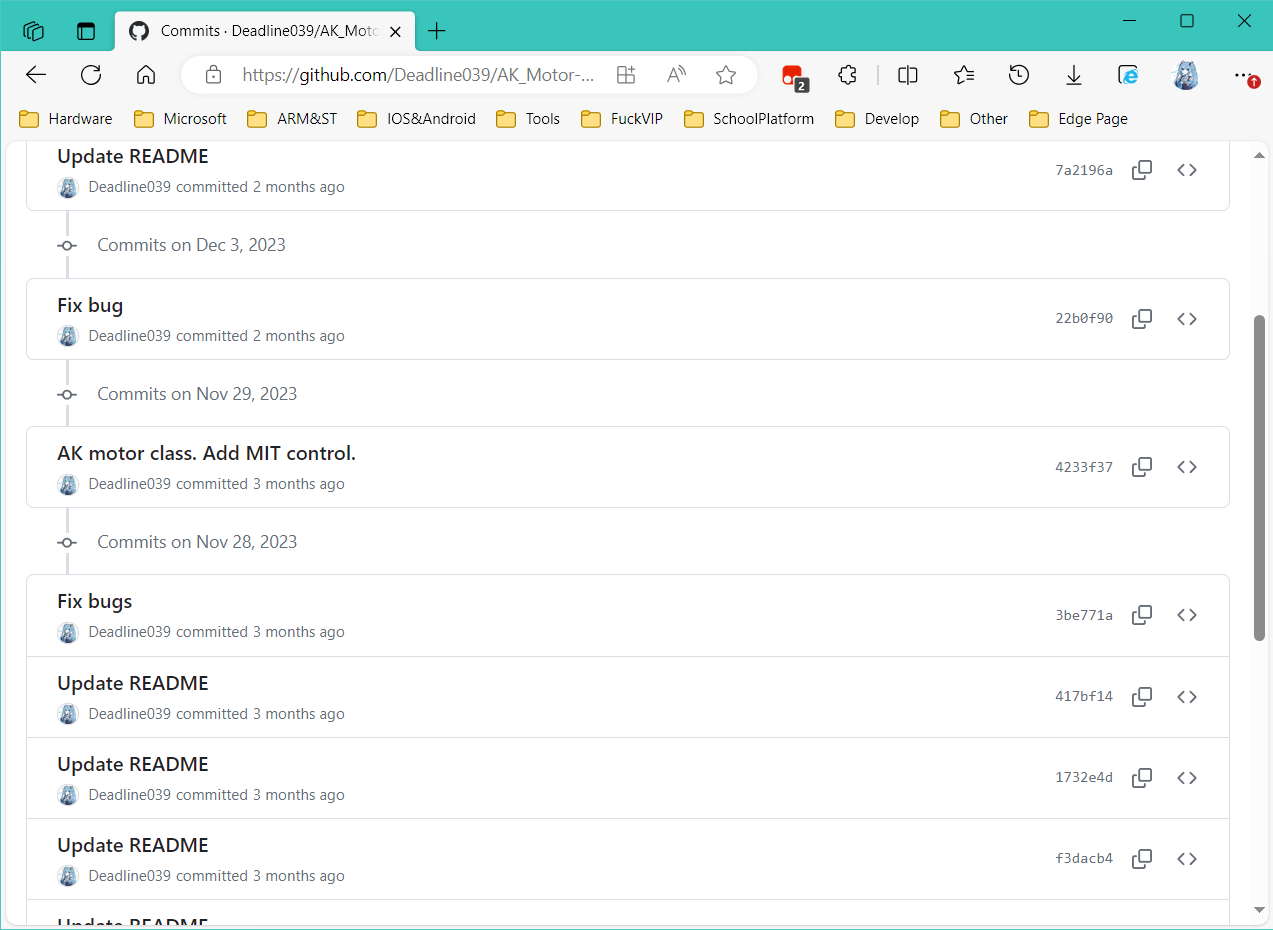 Commits · Deadline039/AK_Moto
https://github.com/Deadline039/AK_Motor-...
2
Hardware Microsoft ARM&ST IOS&Android Tools FuckVIP SchoolPlatform Develop Other Edge Page
Update README
7a2196a
Deadline039 committed 2 months ago
Commits on Dec 3, 2023
Fix bug
22b0f90
Deadline039 committed 2 months ago
Commits on Nov 29, 2023
AK motor class. Add MIT control.
4233f37
Deadline039 committed 3 months ago
Commits on Nov 28, 2023
Fix bugs
3be771a
Deadline039 committed 3 months ago
Update README
417bf14
Deadline039 committed 3 months ago
Update README
1732e4d
Deadline039 committed 3 months ago
Update README
f3dacb4
Deadline039 committed 3 months ago
Update README